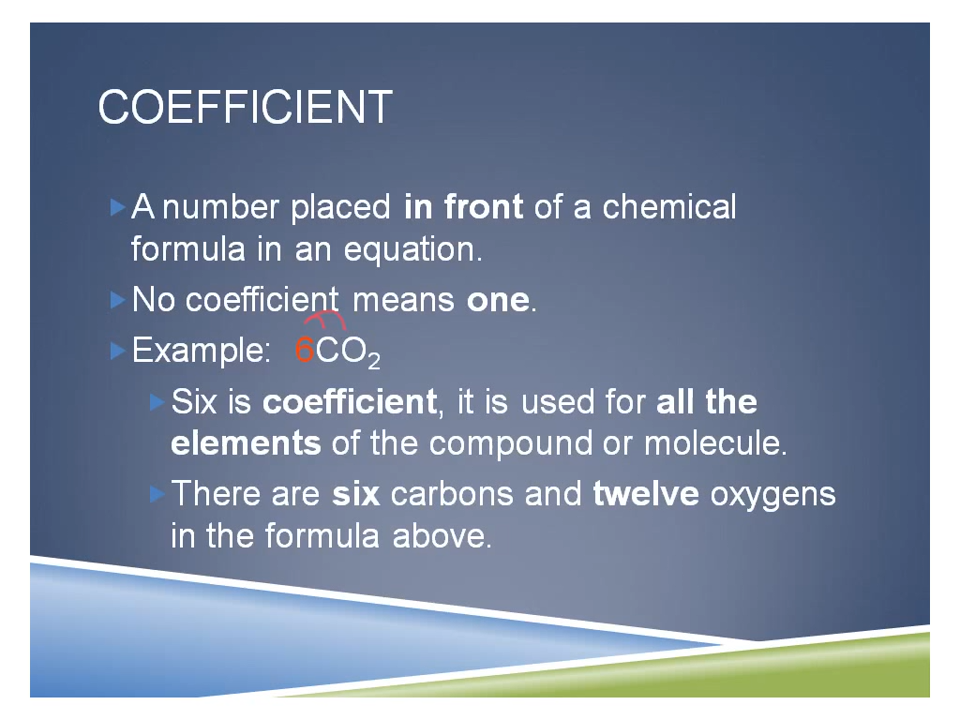 COEFFICIENT
A number placed in front of a chemical
formula in an equation.
No coefficient means one.
Example: 6CO₂
Six is coefficient, it is used for all the
elements of the compound or molecule.
There are six carbons and twelve oxygens
in the formula above.